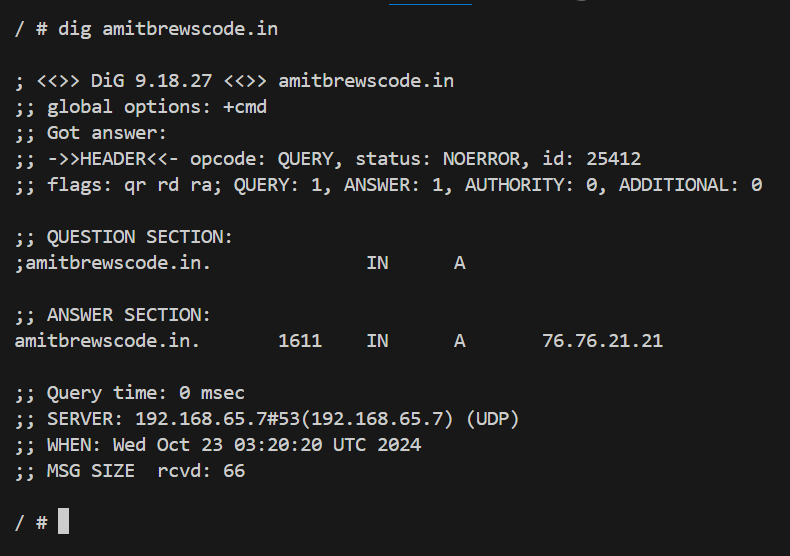 / # dig amitbrewscode.in
; <<>> DiG 9.18.27 <<>> amitbrewscode.in
;; global options: +cmd
;; Got answer:
;; ->>HEADER<<- opcode: QUERY, status: NOERROR, id: 25412
;; flags: qr rd ra; QUERY: 1, ANSWER: 1, AUTHORITY: 0, ADDITIONAL: 0
;; QUESTION SECTION:
;amitbrewscode.in. IN A
;; ANSWER SECTION:
amitbrewscode.in. 1611 IN A 76.76.21.21
;; Query time: 0 msec
;; SERVER: 192.168.65.7#53(192.168.65.7) (UDP)
;; WHEN: Wed Oct 23 03:20:20 UTC 2024
;; MSG SIZE  rcvd: 66
/ #